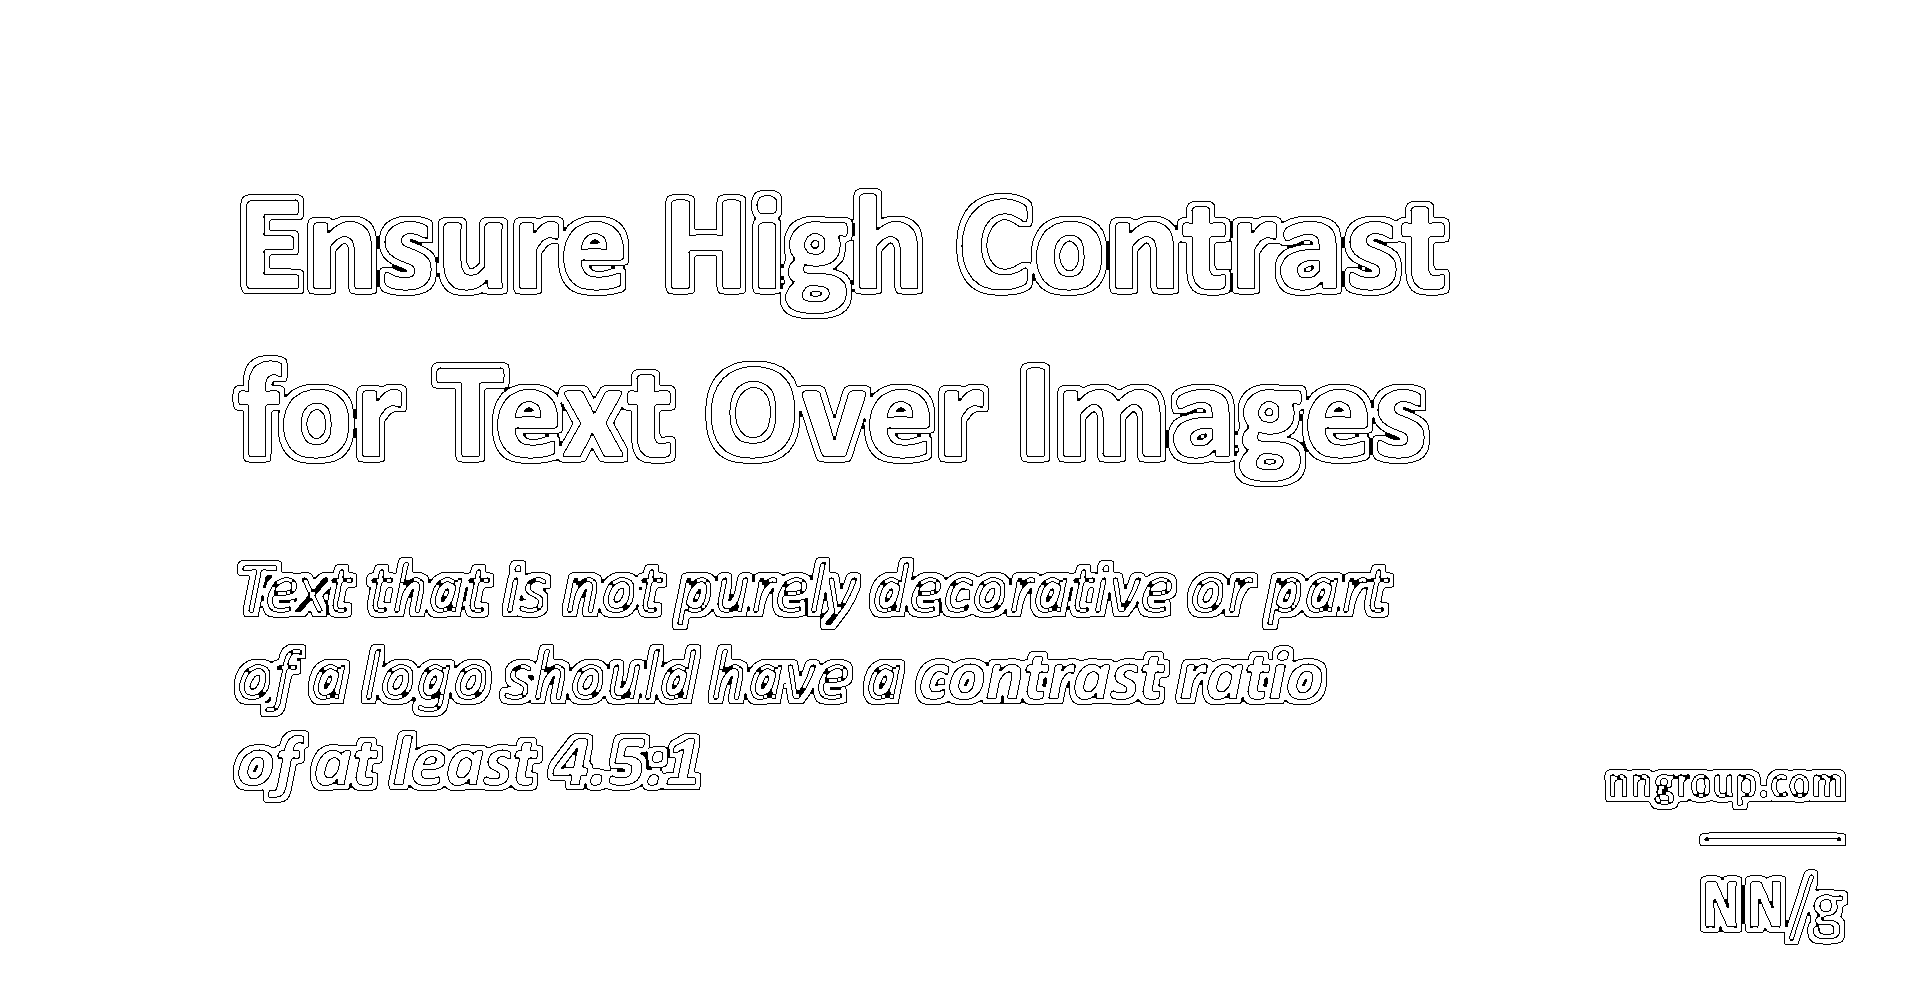 Ensure High Contrast
for Text Over Images
Text that is not purely decorative or part
of a logo should have a contrast ratio
of at least 4.5:1
nngroup.com
NN/g